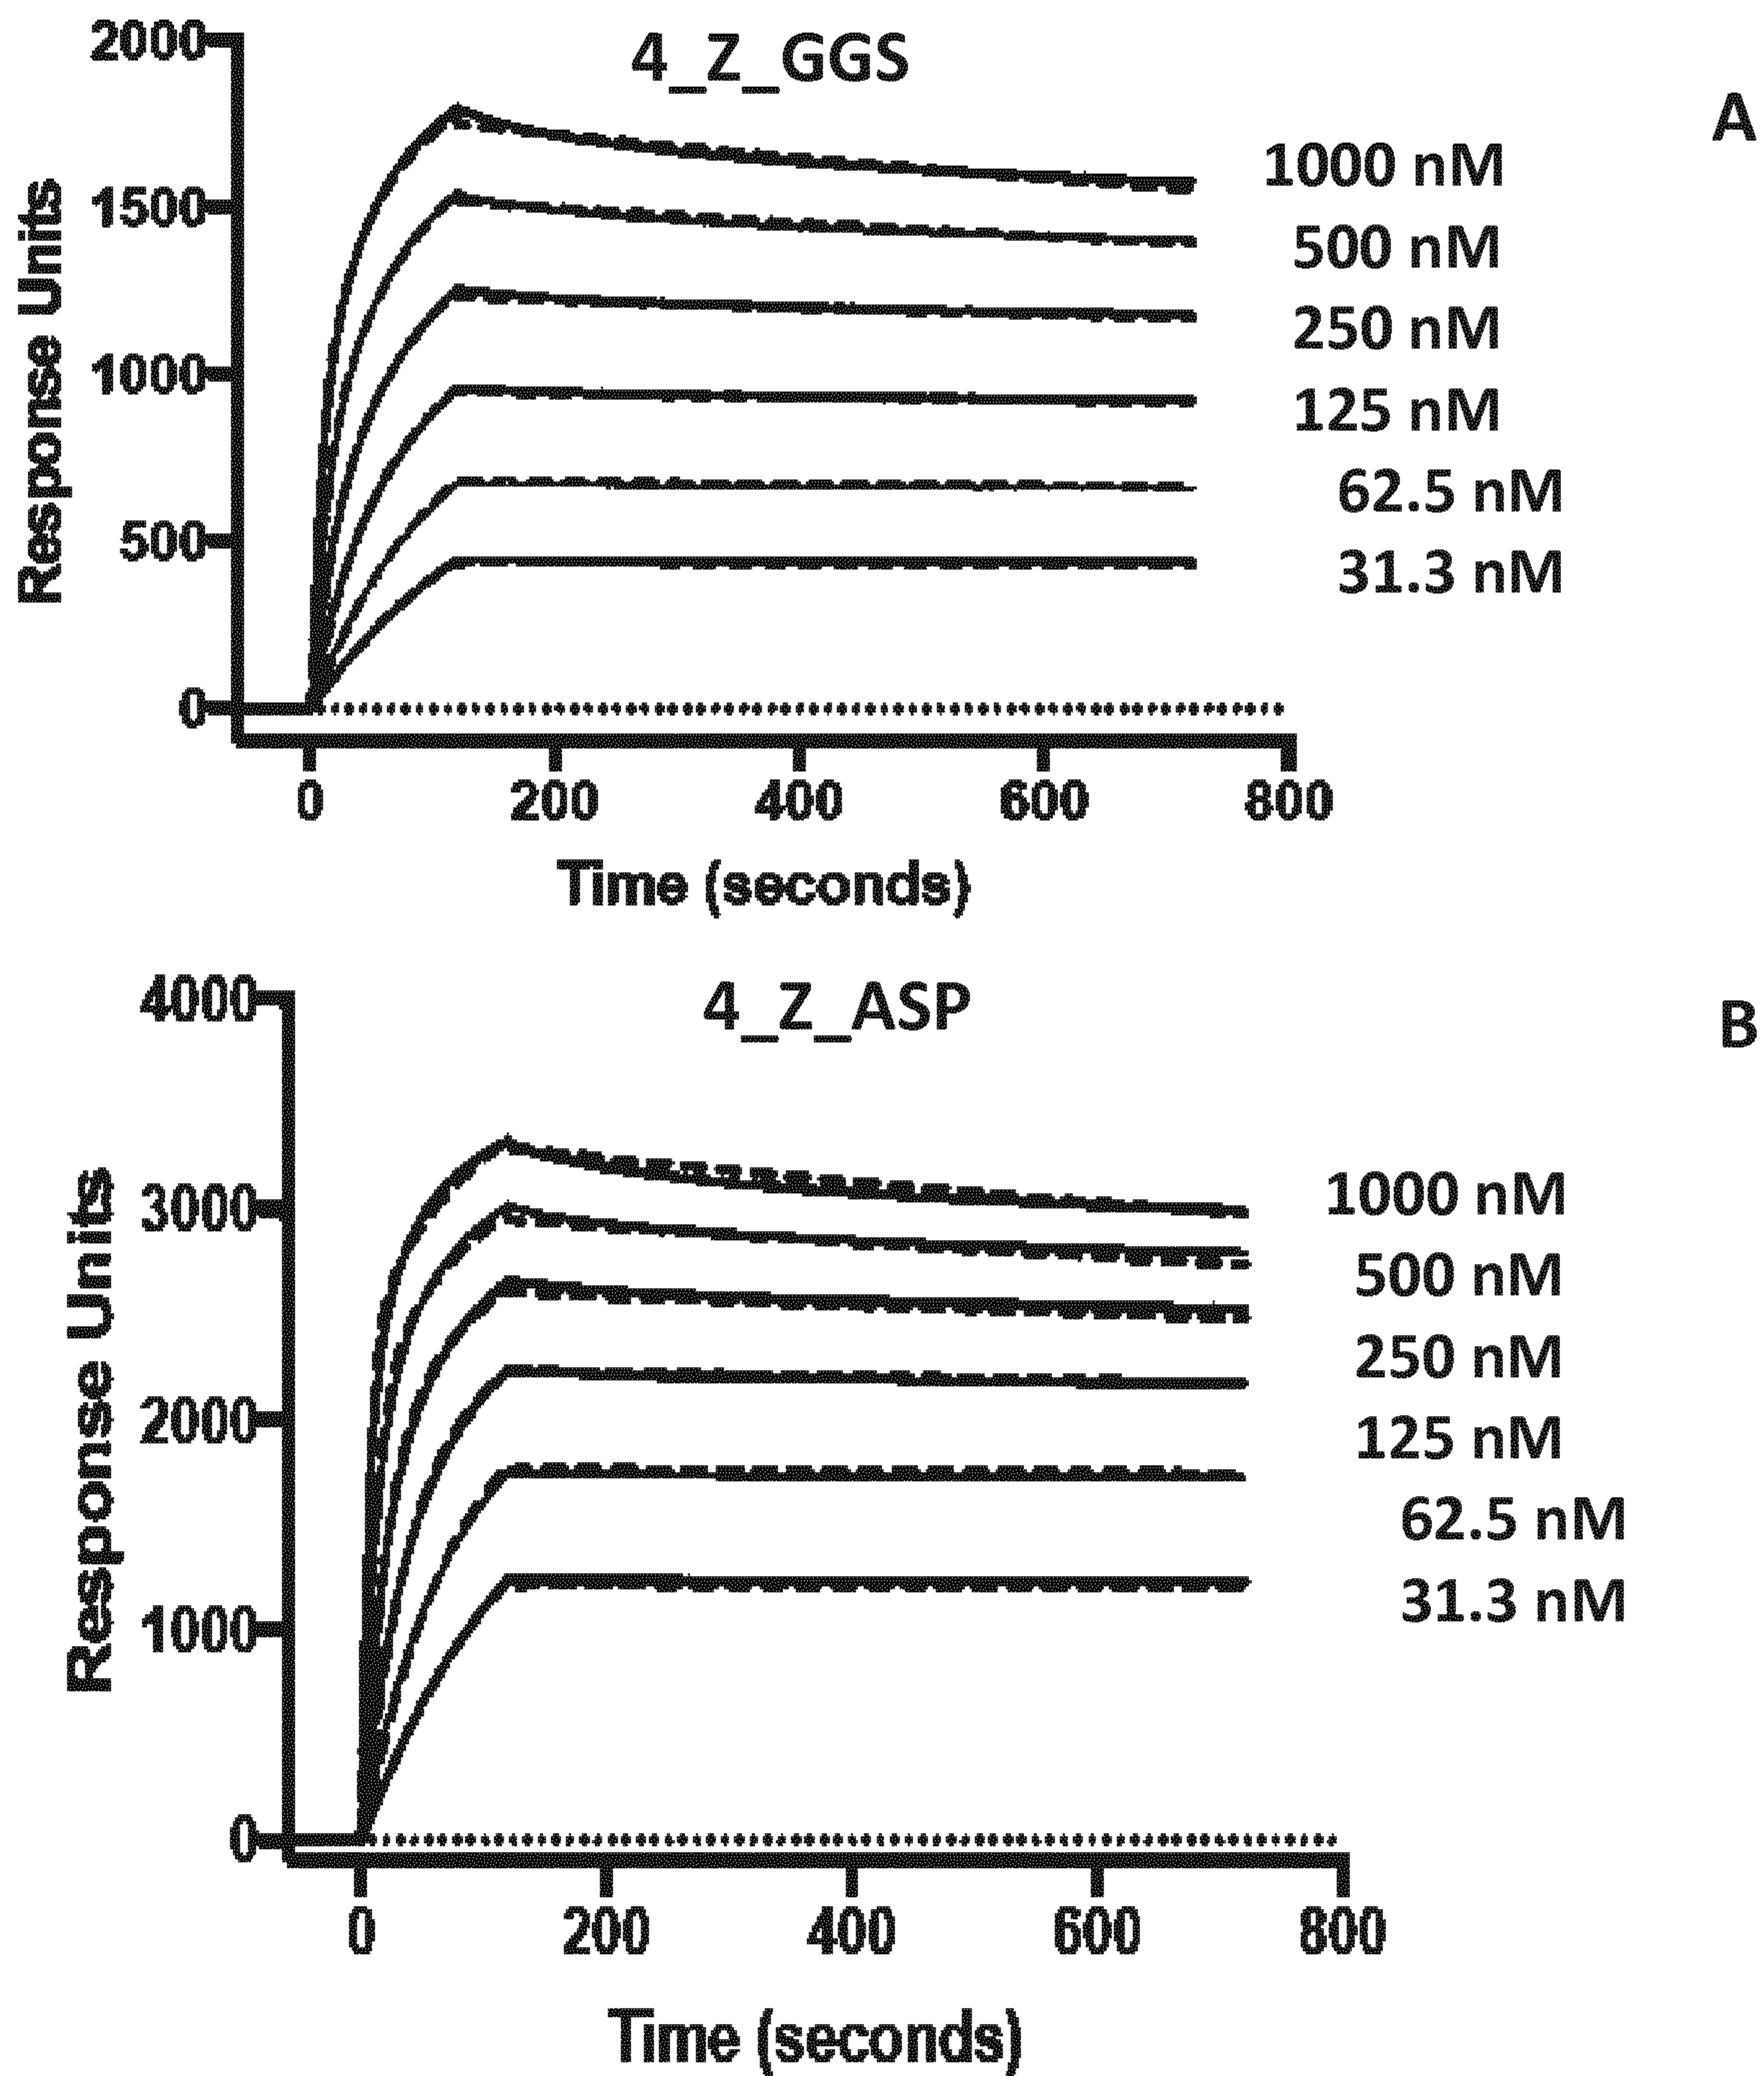 4_Z_GGS
A
Response Units
2000
1500
1000
500
0
1000 nM
500 nM
250 nM
125 nM
62.5 nM
31.3 nM
0 200 400 600 800
Time (seconds)
4_Z_ASP
B
Response Units
4000
3000
2000
1000
0
1000 nM
500 nM
250 nM
125 nM
62.5 nM
31.3 nM
0 200 400 600 800
Time (seconds)